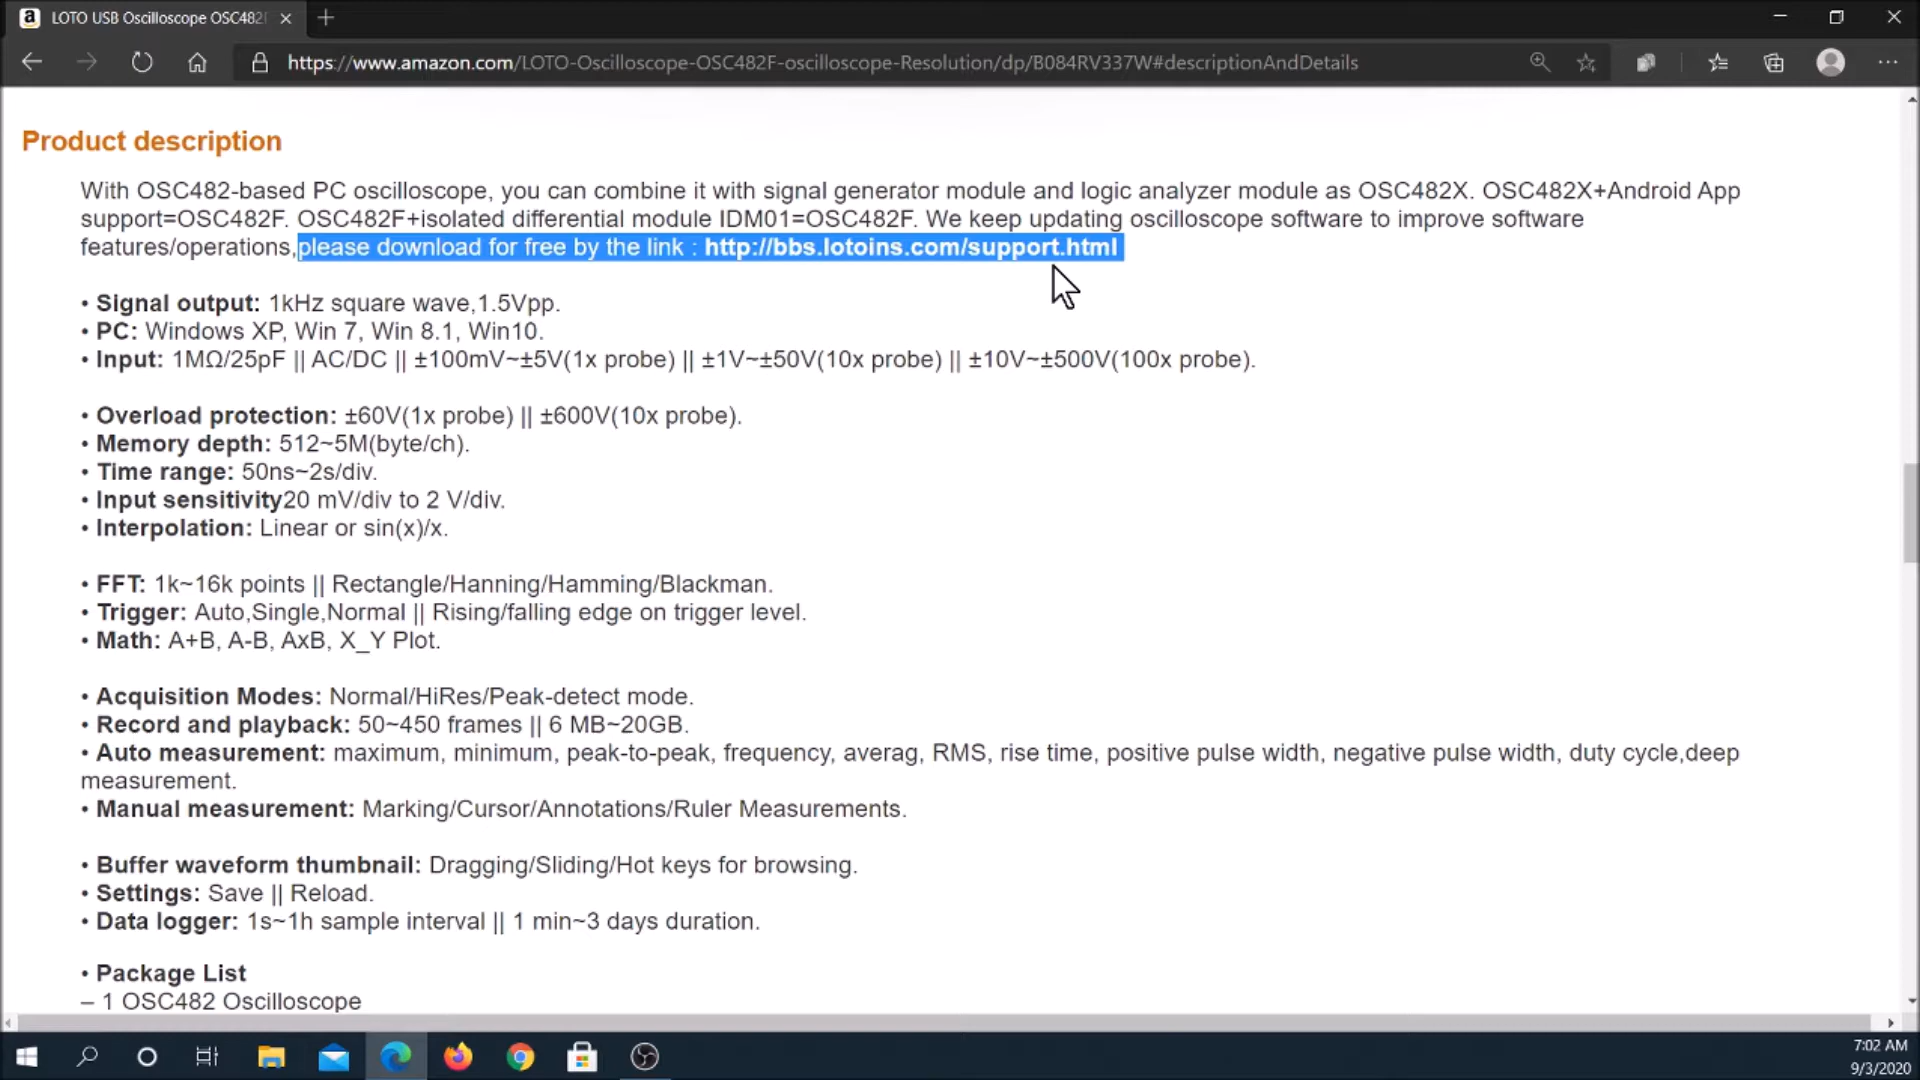 LOTO USB Oscilloscope OSC482F
https://www.amazon.com/LOTO-Oscilloscope-OSC482F-oscilloscope-Resolution/dp/B084RV337W#descriptionAndDetails
Product description
With OSC482-based PC oscilloscope, you can combine it with signal generator module and logic analyzer module as OSC482X. OSC482X+Android App
support=OSC482F. OSC482F+isolated differential module IDM01=OSC482F. We keep updating oscilloscope software to improve software
features/operations,please download for free by the link : http://bbs.lotoins.com/support.html
• Signal output: 1kHz square wave,1.5Vpp.
• PC: Windows XP, Win 7, Win 8.1, Win10.
• Input: 1MΩ/25pF || AC/DC || ±100mV~±5V(1x probe) || ±1V~±50V(10x probe) || ±10V~±500V(100x probe).
• Overload protection: ±60V(1x probe) || ±600V(10x probe).
• Memory depth: 512~5M(byte/ch).
• Time range: 50ns~2s/div.
• Input sensitivity20 mV/div to 2 V/div.
• Interpolation: Linear or sin(x)/x.
• FFT: 1k~16k points || Rectangle/Hanning/Hamming/Blackman.
• Trigger: Auto,Single,Normal || Rising/falling edge on trigger level.
• Math: A+B, A-B, AxB, X_Y Plot.
• Acquisition Modes: Normal/HiRes/Peak-detect mode.
• Record and playback: 50~450 frames || 6 MB~20GB.
• Auto measurement: maximum, minimum, peak-to-peak, frequency, averag, RMS, rise time, positive pulse width, negative pulse width, duty cycle,deep
measurement.
• Manual measurement: Marking/Cursor/Annotations/Ruler Measurements.
• Buffer waveform thumbnail: Dragging/Sliding/Hot keys for browsing.
• Settings: Save || Reload.
• Data logger: 1s~1h sample interval || 1 min~3 days duration.
• Package List
– 1 OSC482 Oscilloscope
7:02 AM
9/3/2020